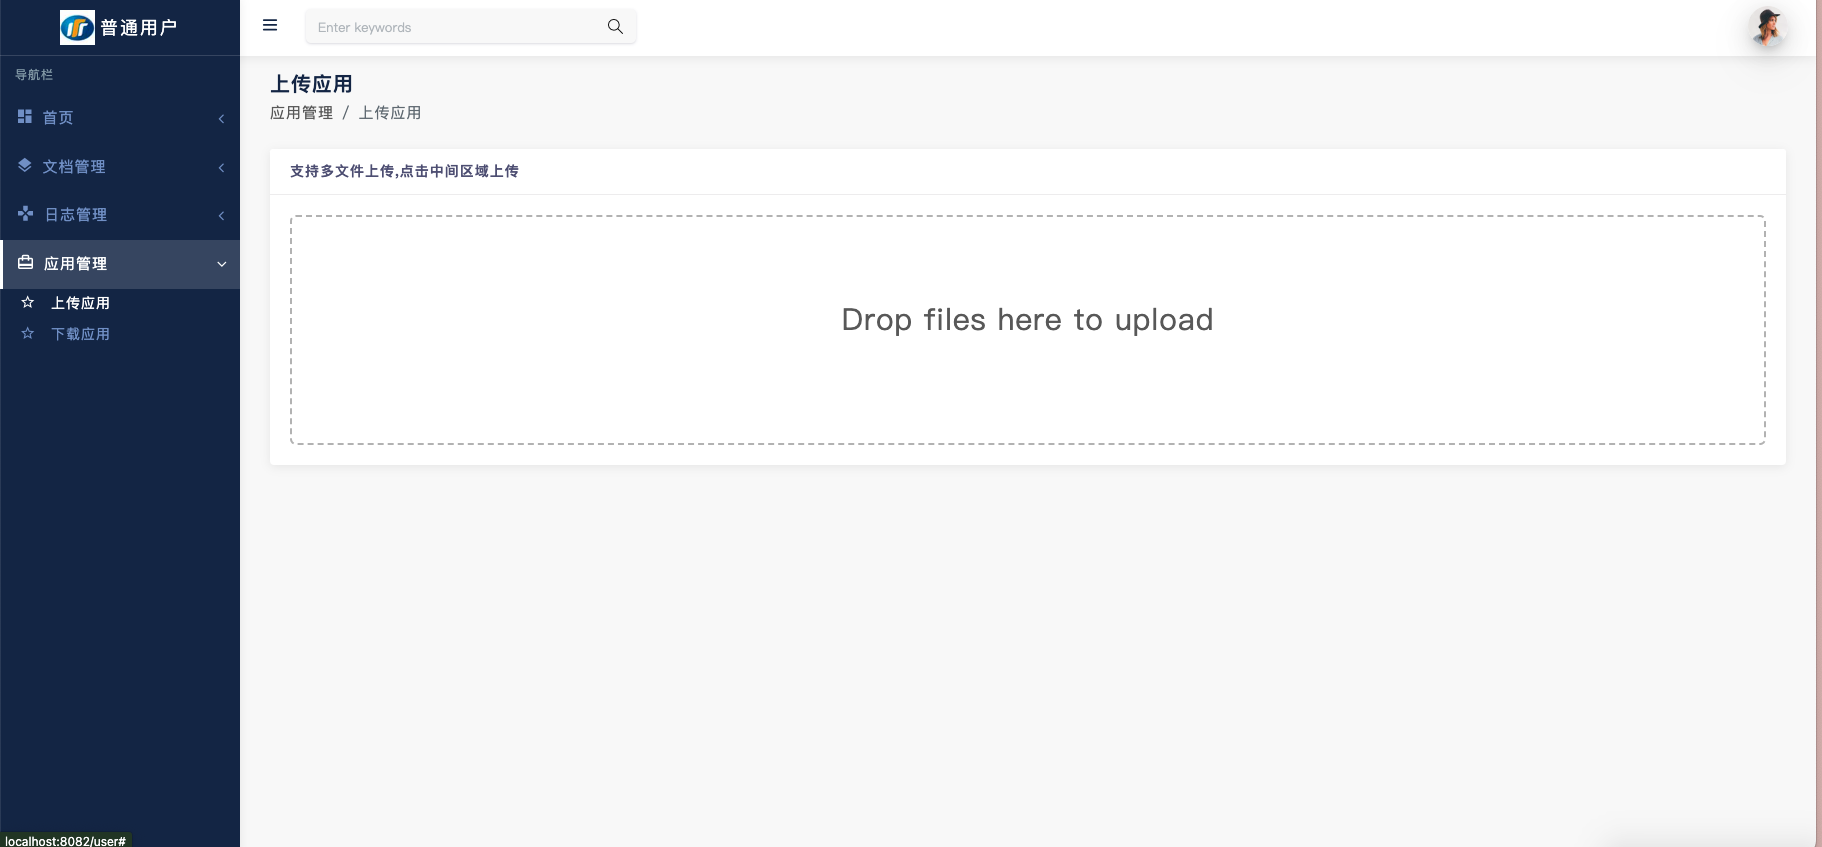 普通用户
Enter keywords
导航栏
首页
文档管理
日志管理
应用管理
上传应用
下载应用
上传应用
应用管理 / 上传应用
支持多文件上传,点击中间区域上传
Drop files here to upload
localhost:8082/user#